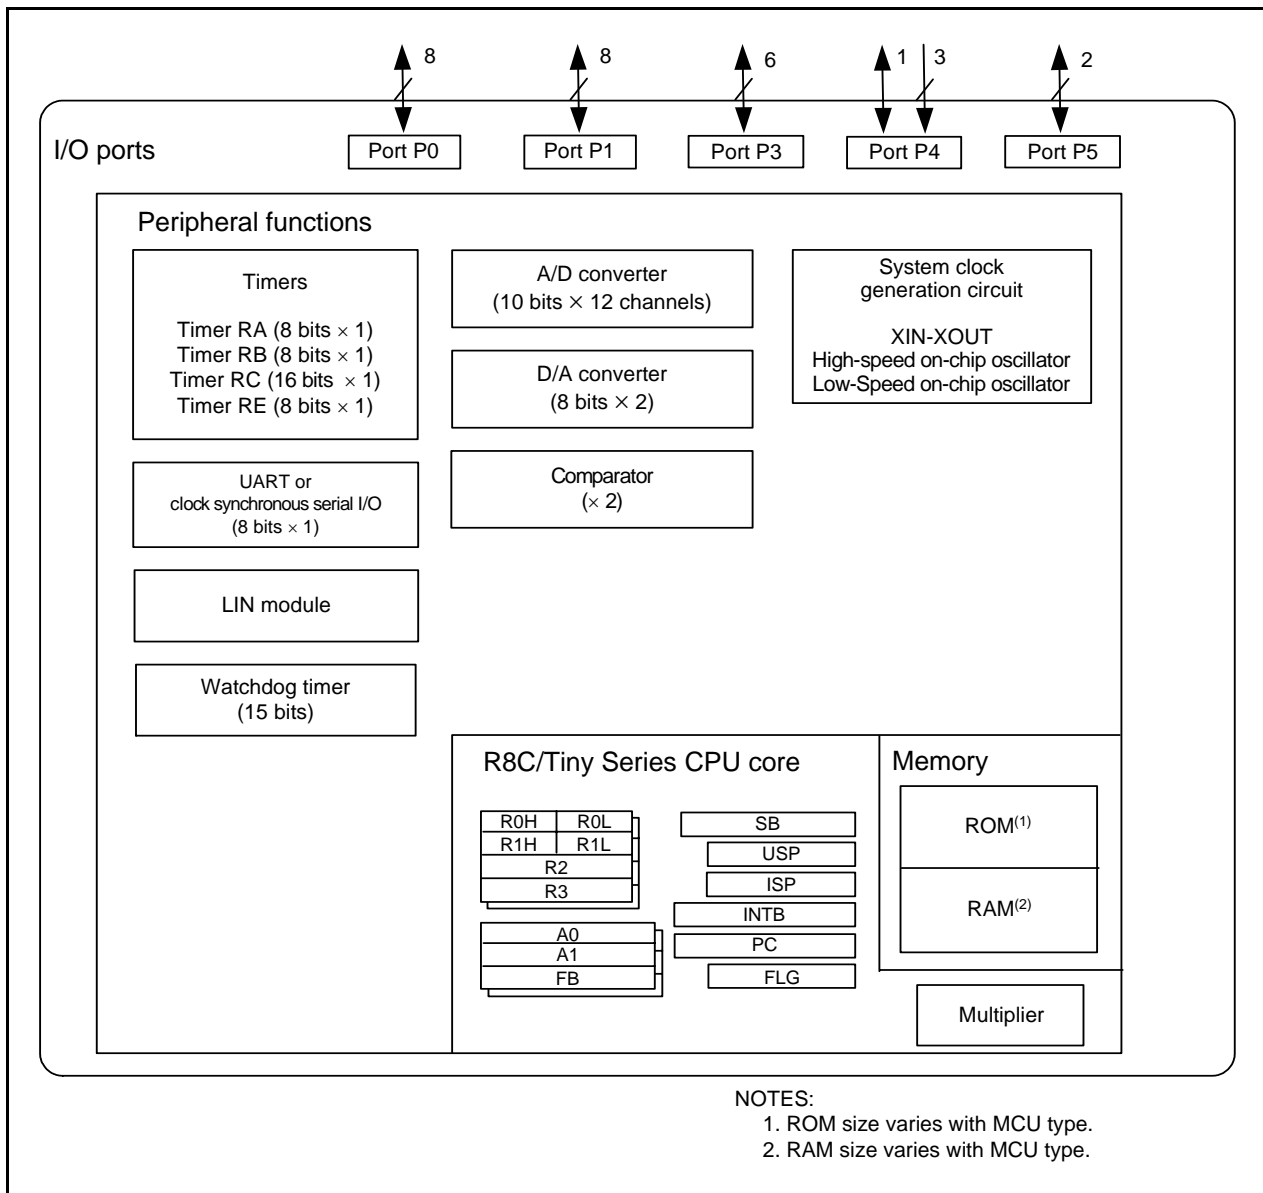 8
8
6
1
3
2
I/O ports
Port P0
Port P1
Port P3
Port P4
Port P5
Peripheral functions
Timers
Timer RA (8 bits × 1)
Timer RB (8 bits × 1)
Timer RC (16 bits × 1)
Timer RE (8 bits × 1)
UART or
clock synchronous serial I/O
(8 bits × 1)
LIN module
Watchdog timer
(15 bits)
A/D converter
(10 bits × 12 channels)
D/A converter
(8 bits × 2)
Comparator
(× 2)
System clock
generation circuit
XIN-XOUT
High-speed on-chip oscillator
Low-Speed on-chip oscillator
R8C/Tiny Series CPU core
R0H
R0L
R1H
R1L
R2
R3
A0
A1
FB
SB
USP
ISP
INTB
PC
FLG
Memory
ROM(1)
RAM(2)
Multiplier
NOTES:
1. ROM size varies with MCU type.
2. RAM size varies with MCU type.